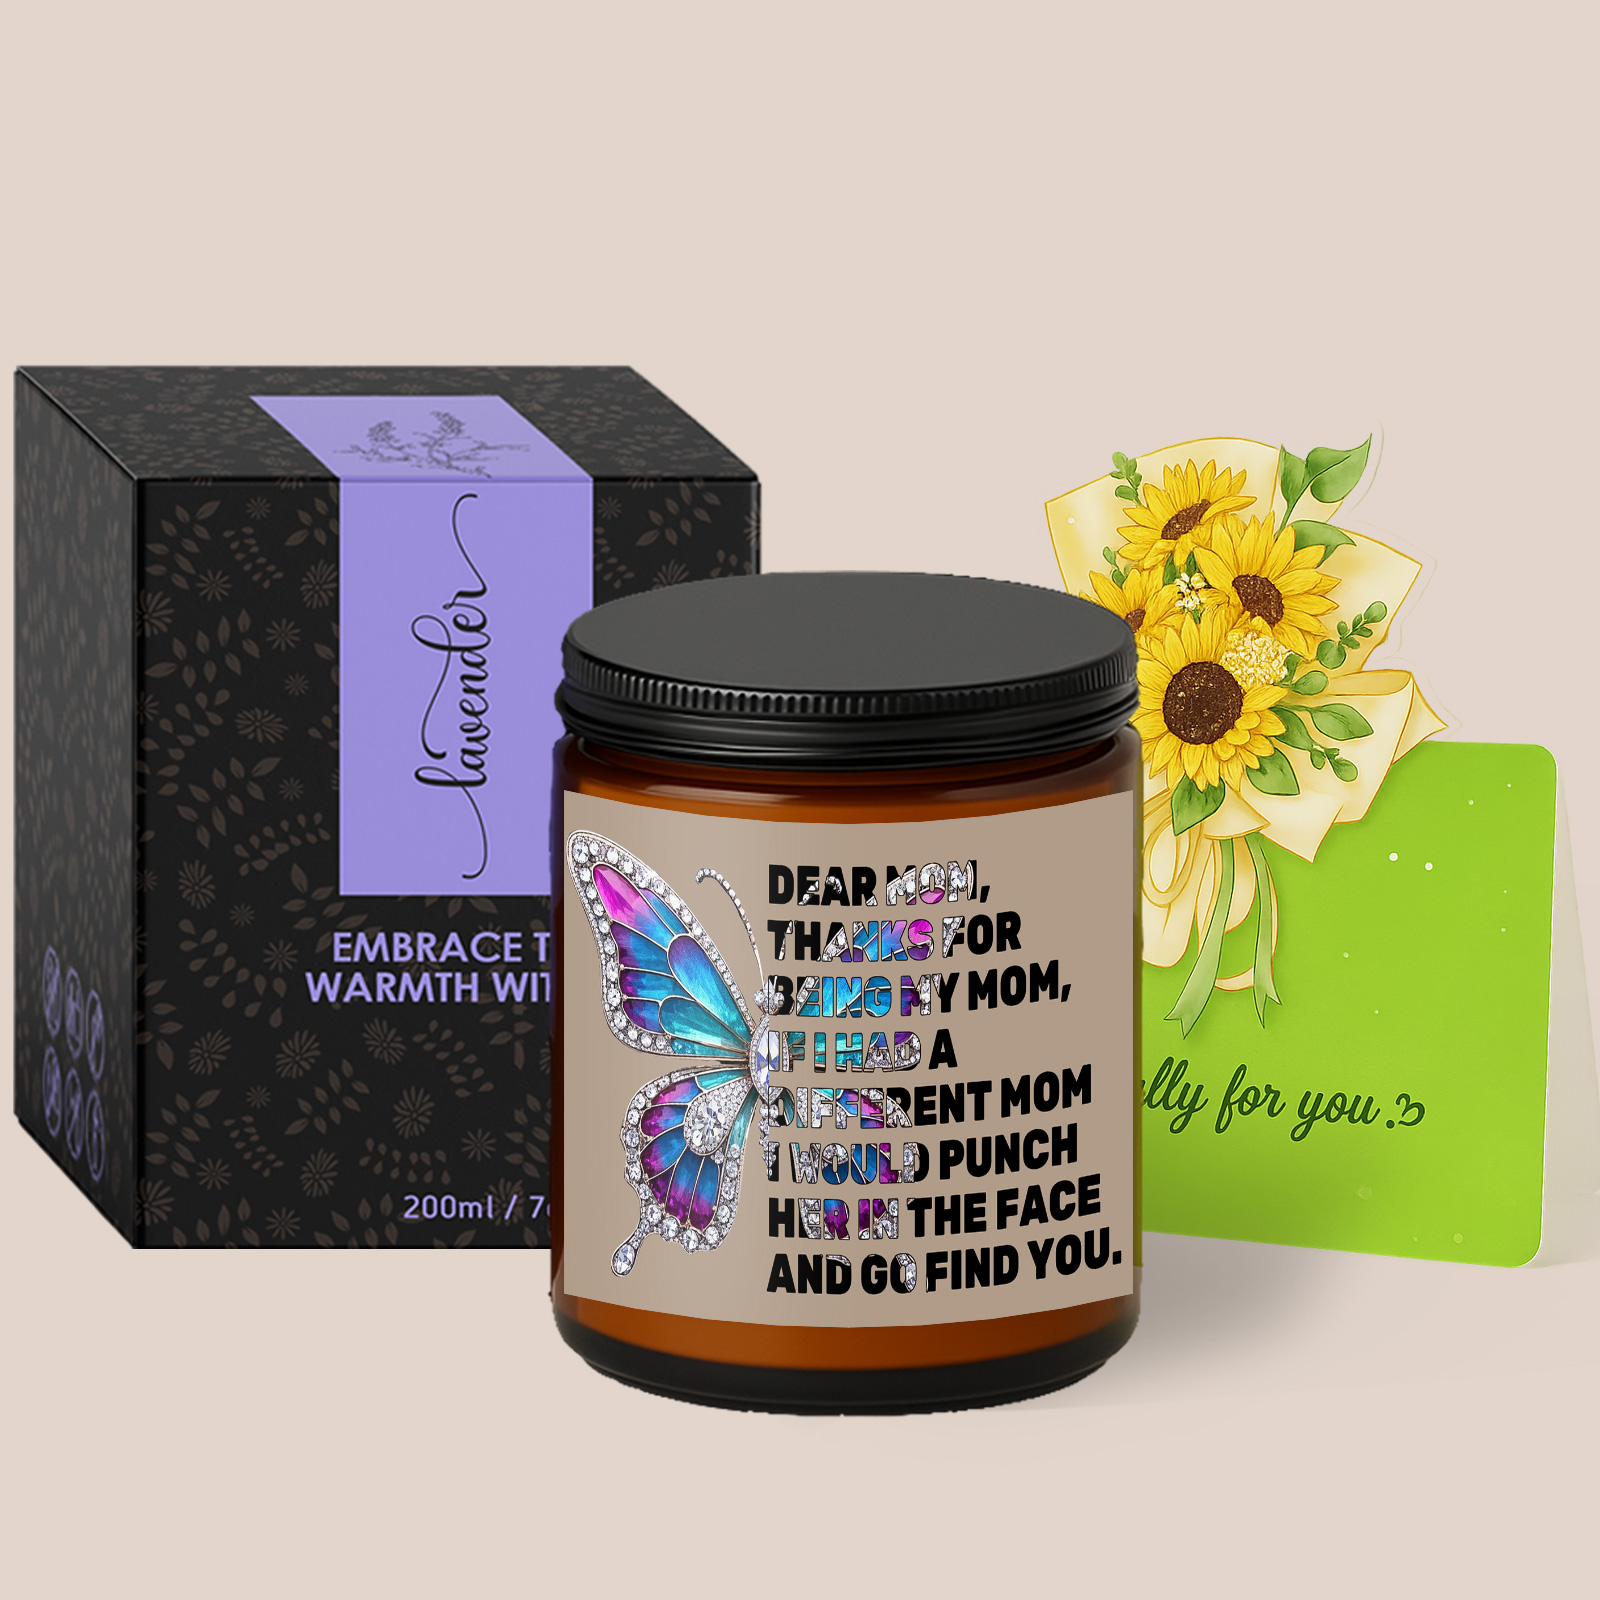 lavender
EMBRACE T
WARMTH WIT
200ml / 7
DEAR MOM,
THANKS FOR
BEING MY MOM,
IF I HAD A
DIFFERENT MOM
I WOULD PUNCH
HER IN THE FACE
AND GO FIND YOU.
lly for you